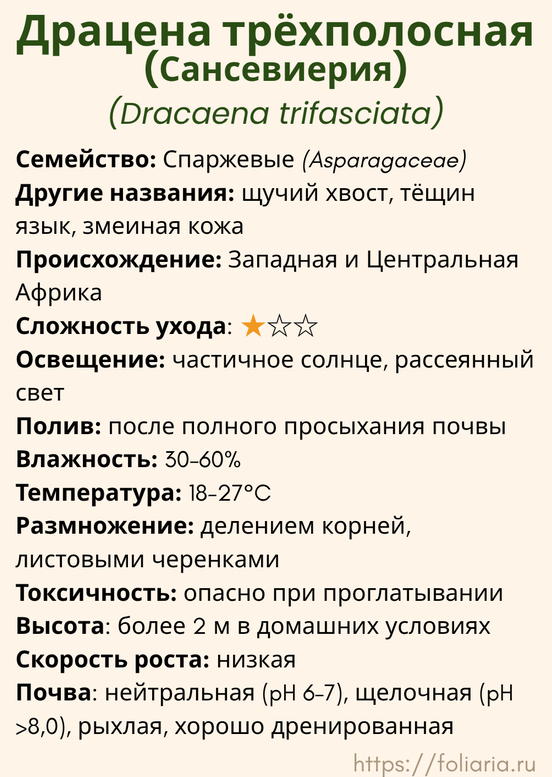 Драцена трёхполосная
(Сансевиерия)
(Dracaena trifasciata)
Семейство: Спаржевые (Asparagaceae)
Другие названия: щучий хвост, тёщин
язык, змеиная кожа
Происхождение: Западная и Центральная
Африка
Сложность ухода: ★☆☆
Освещение: частичное солнце, рассеянный
свет
Полив: после полного просыхания почвы
Влажность: 30–60%
Температура: 18–27°C
Размножение: делением корней,
листовыми черенками
Токсичность: опасно при проглатывании
Высота: более 2 м в домашних условиях
Скорость роста: низкая
Почва: нейтральная (pH 6–7), щелочная (pH
>8,0), рыхлая, хорошо дренированная
https://foliaria.ru